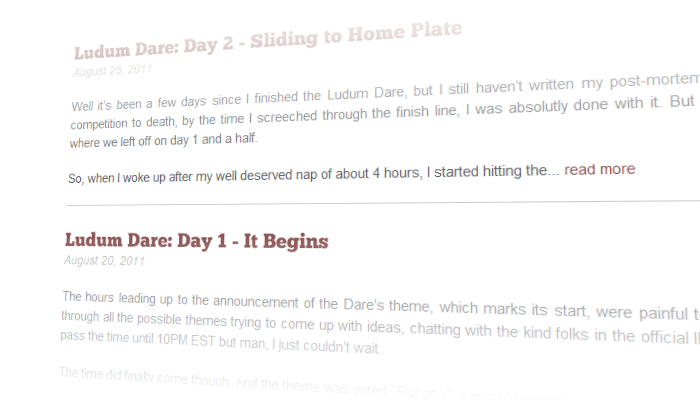 Ludum Dare: Day 2 - Sliding to Home Plate
August 25, 2011
Well it's been a few days since I finished the Ludum Dare, but I still haven't written my post-mortem
competition to death, by the time I screeched through the finish line, I was absolutly done with it. But
where we left off on day 1 and a half.
So, when I woke up after my well deserved nap of about 4 hours, I started hitting the... read more
Ludum Dare: Day 1 - It Begins
August 20, 2011
The hours leading up to the announcement of the Dare's theme, which marks its start, were painful
through all the possible themes trying to come up with ideas, chatting with the kind folks in the official
pass the time until 10PM EST but man, I just couldn't wait.
The time did finally come though, and the theme was voted "Escape",